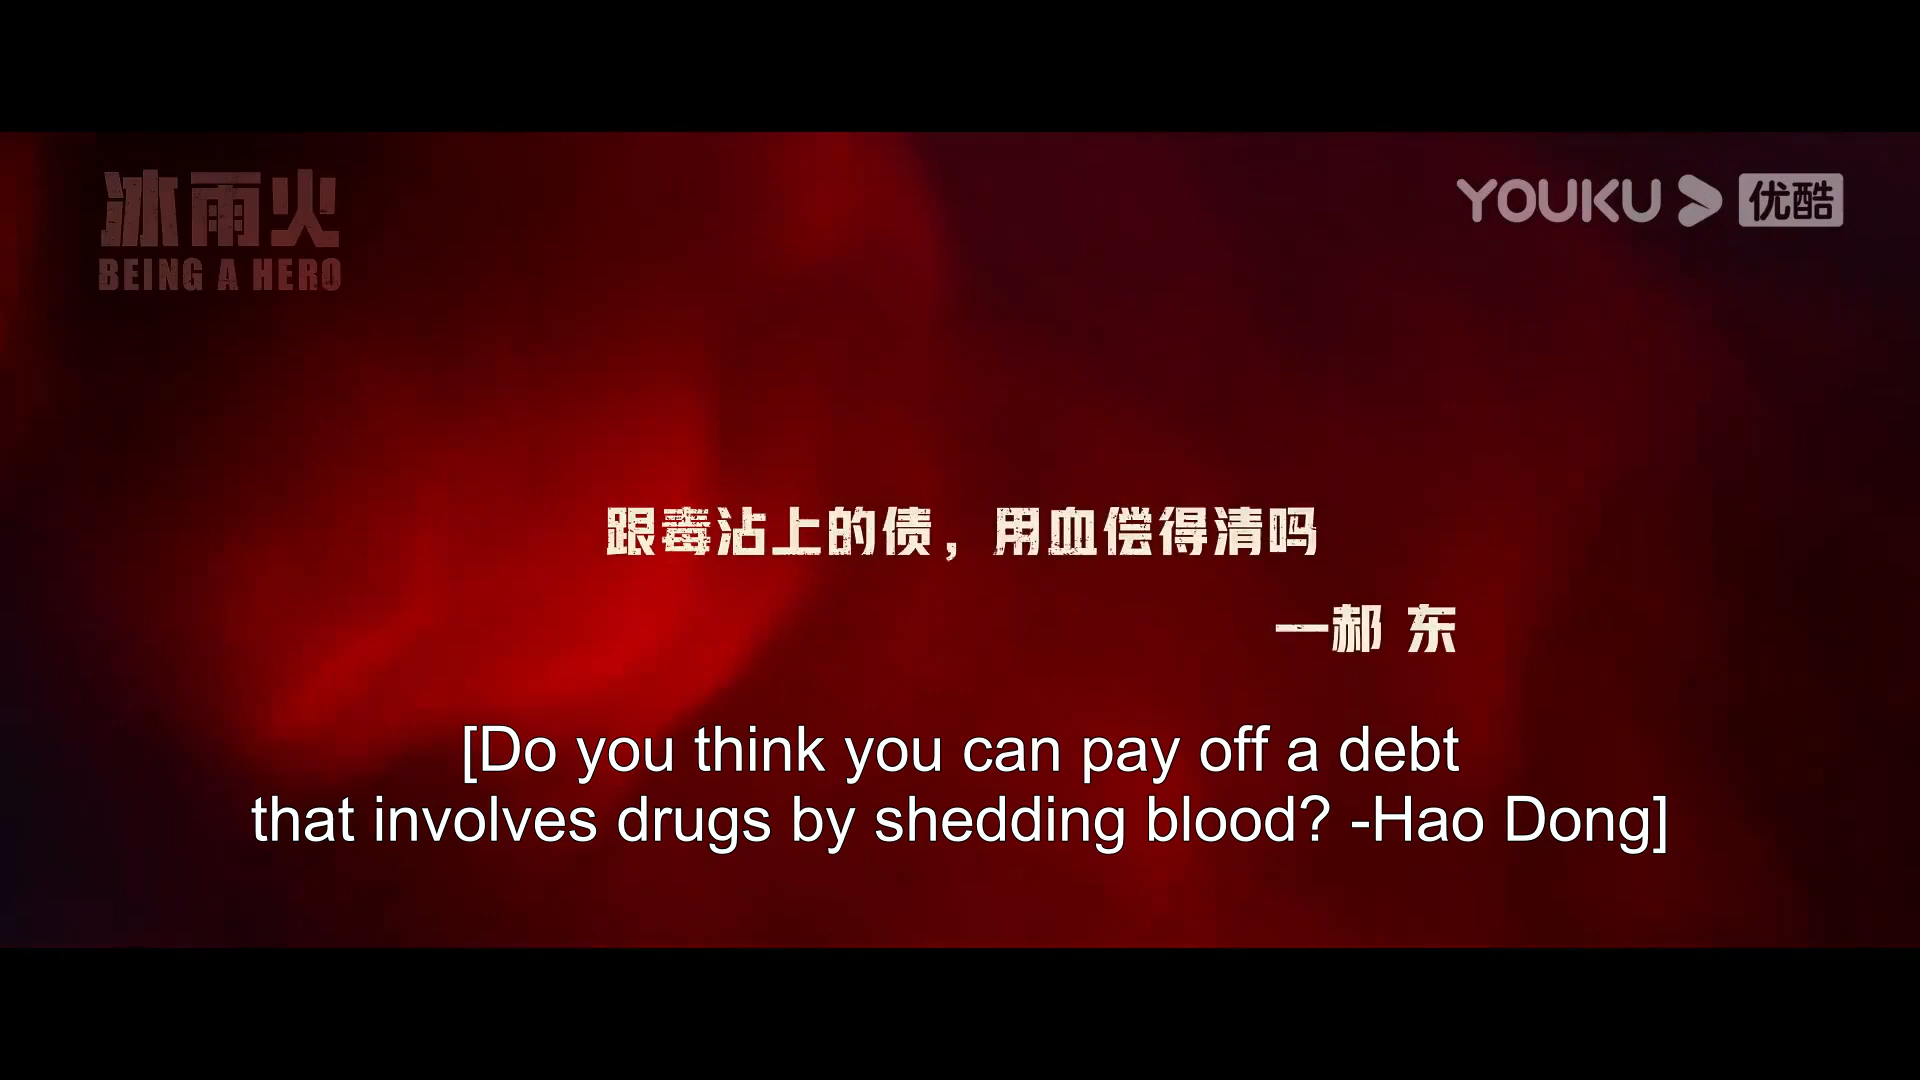 冰雨火
BEING A HERO
YOUKU 优酷
跟毒沾上的债，用血偿得清吗
—郝 东
[Do you think you can pay off a debt
that involves drugs by shedding blood? -Hao Dong]